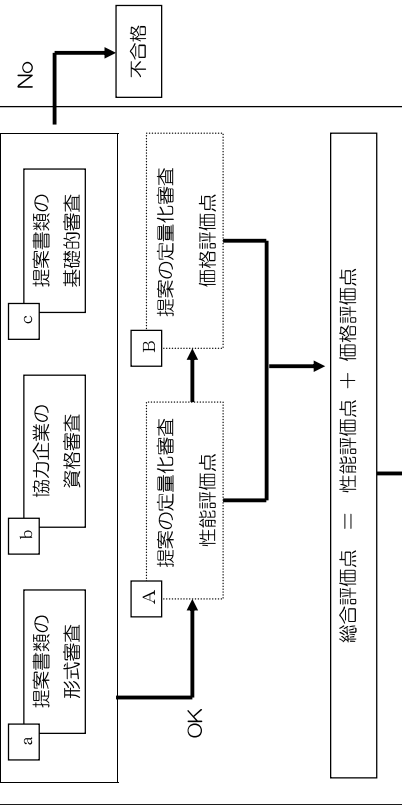 a
提案書類の
形式審査
b
協力企業の
資格審査
c
提案書類の
基礎的審査
No
不合格
OK
A
提案の定量化審査
性能評価点
B
提案の定量化審査
価格評価点
総合評価点 ＝ 性能評価点 ＋ 価格評価点